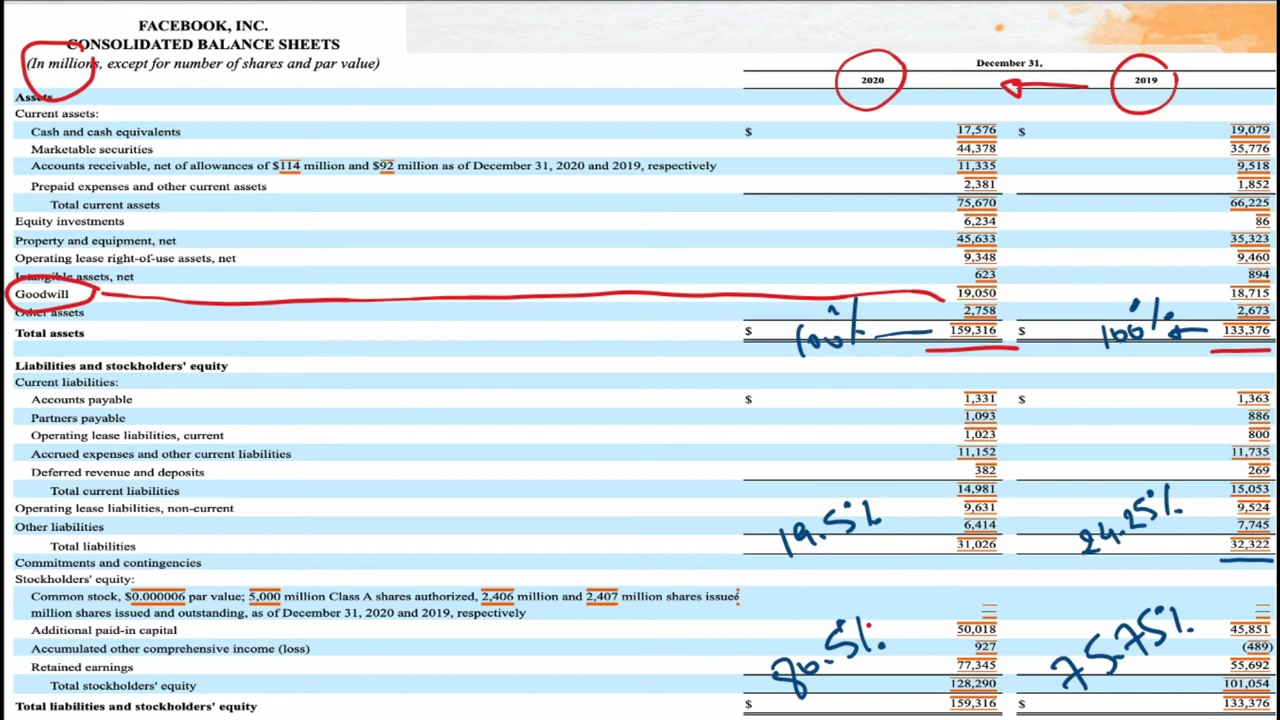 FACEBOOK, INC.
CONSOLIDATED BALANCE SHEETS
(In millions, except for number of shares and par value)
December 31,
2020 2019
Assets
Current assets:
Cash and cash equivalents $ 17,576 $ 19,079
Marketable securities 44,378 35,776
Accounts receivable, net of allowances of $114 million and $92 million as of December 31, 2020 and 2019, respectively 11,335 9,518
Prepaid expenses and other current assets 2,381 1,852
Total current assets 75,670 66,225
Equity investments 6,234 86
Property and equipment, net 45,633 35,323
Operating lease right-of-use assets, net 9,348 9,460
Intangible assets, net 623 894
Goodwill 19,050 18,715
Other assets 2,758 2,673
Total assets $ 100% 159,316 $ 100% 133,376
Liabilities and stockholders' equity
Current liabilities:
Accounts payable $ 1,331 $ 1,363
Partners payable 1,093 886
Operating lease liabilities, current 1,023 800
Accrued expenses and other current liabilities 11,152 11,735
Deferred revenue and deposits 382 269
Total current liabilities 14,981 15,053
Operating lease liabilities, non-current 9,631 9,524
Other liabilities 19.5% 6,414 24.25% 7,745
Total liabilities 31,026 32,322
Commitments and contingencies
Stockholders' equity:
Common stock, $0.000006 par value; 5,000 million Class A shares authorized, 2,406 million and 2,407 million shares issued
million shares issued and outstanding, as of December 31, 2020 and 2019, respectively — —
Additional paid-in capital 50,018 45,851
Accumulated other comprehensive income (loss) 80.5% 927 75.75% (489)
Retained earnings 77,345 55,692
Total stockholders' equity 128,290 101,054
Total liabilities and stockholders' equity $ 159,316 $ 133,376